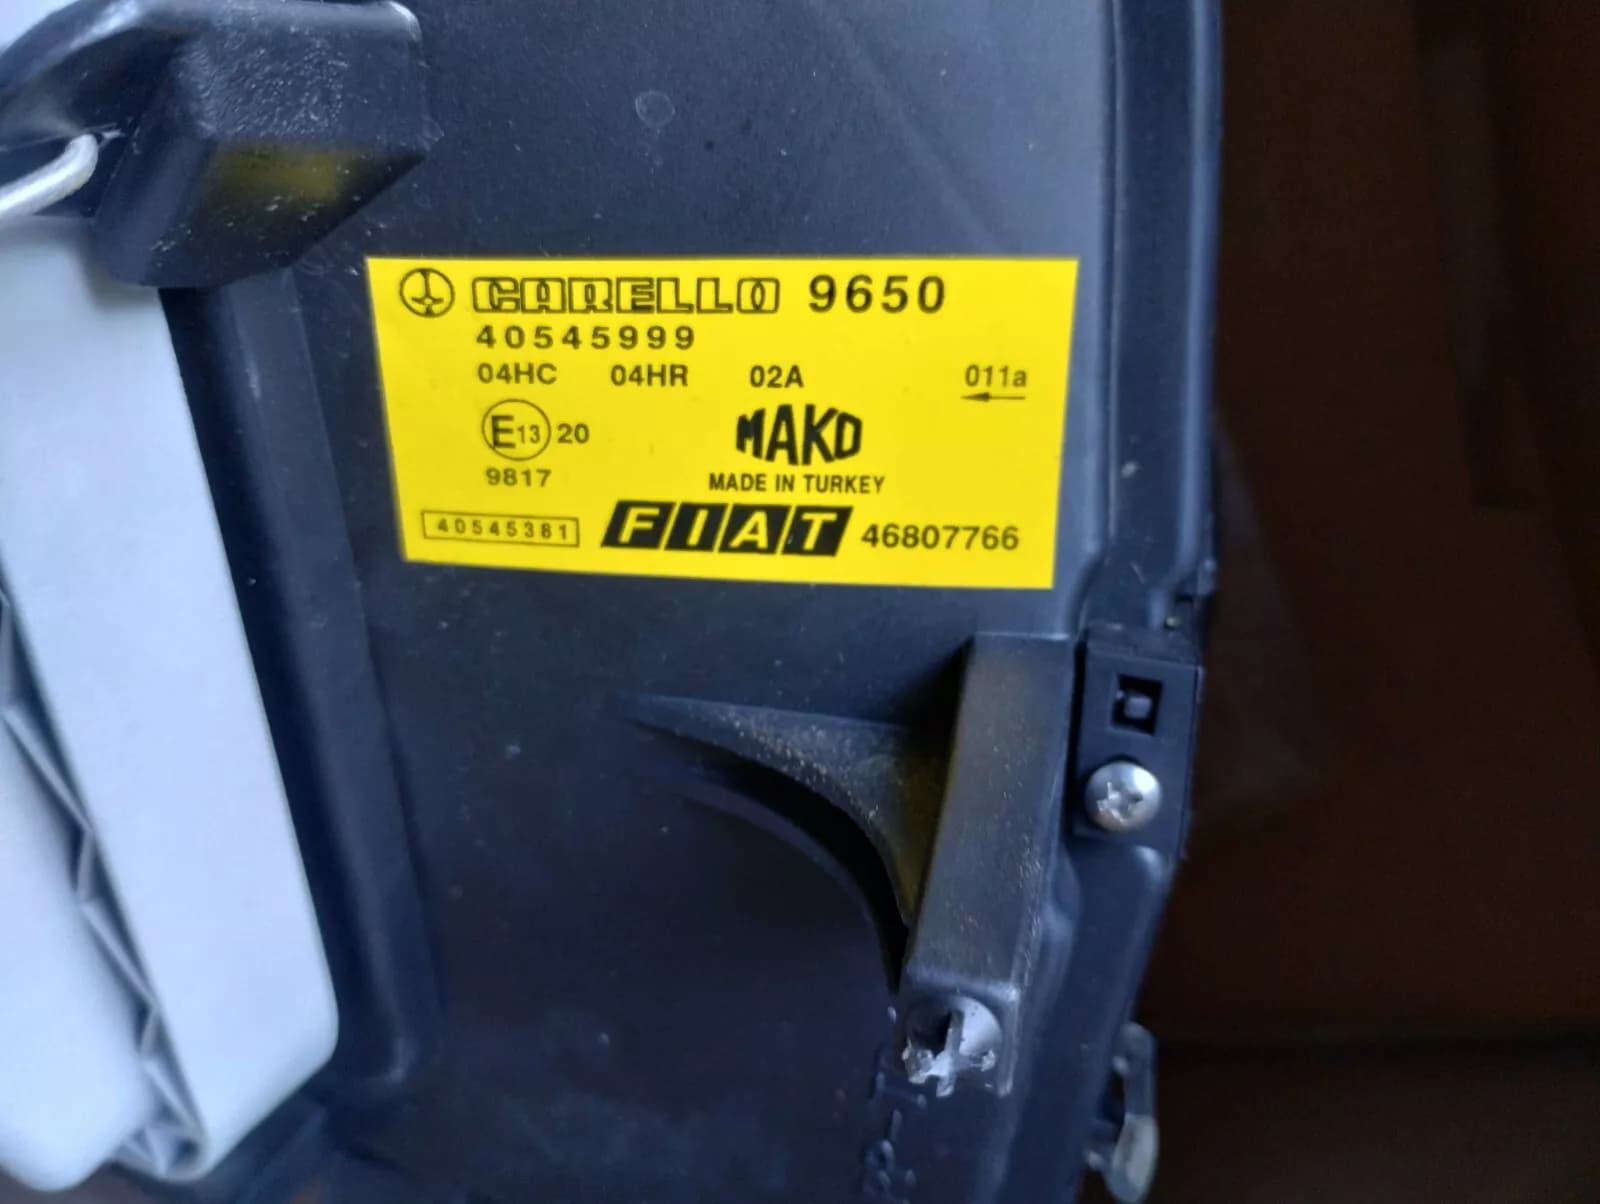 CARELLO 9650
40545999
04HC 04HR 02A 011a
E13 20
MAKO
9817
MADE IN TURKEY
40545381 FIAT 46807766